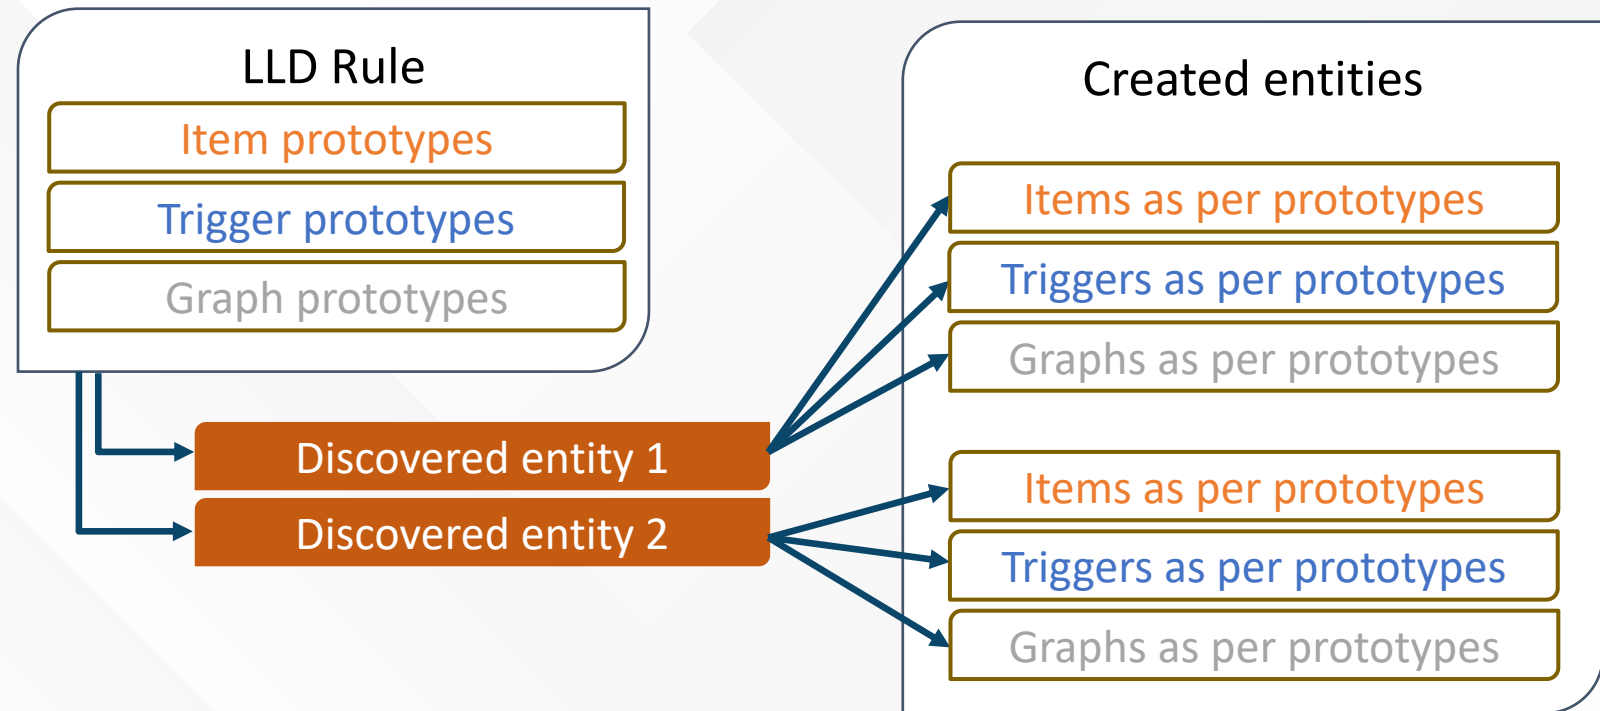 LLD Rule
Item prototypes
Trigger prototypes
Graph prototypes
Discovered entity 1
Discovered entity 2
Created entities
Items as per prototypes
Triggers as per prototypes
Graphs as per prototypes
Items as per prototypes
Triggers as per prototypes
Graphs as per prototypes